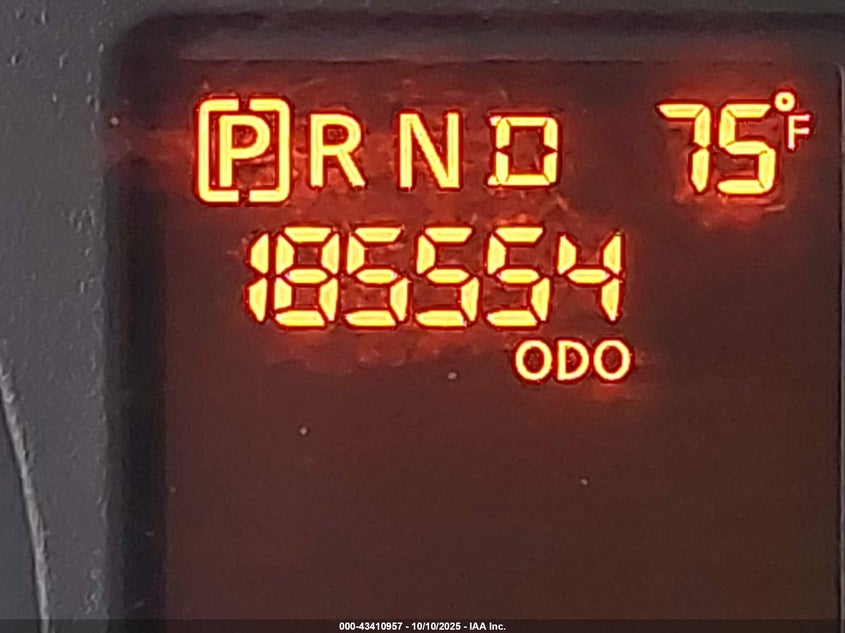 [P] R N D 75°F
185554
ODO
000-43410957 - 10/10/2025 - IAA Inc.